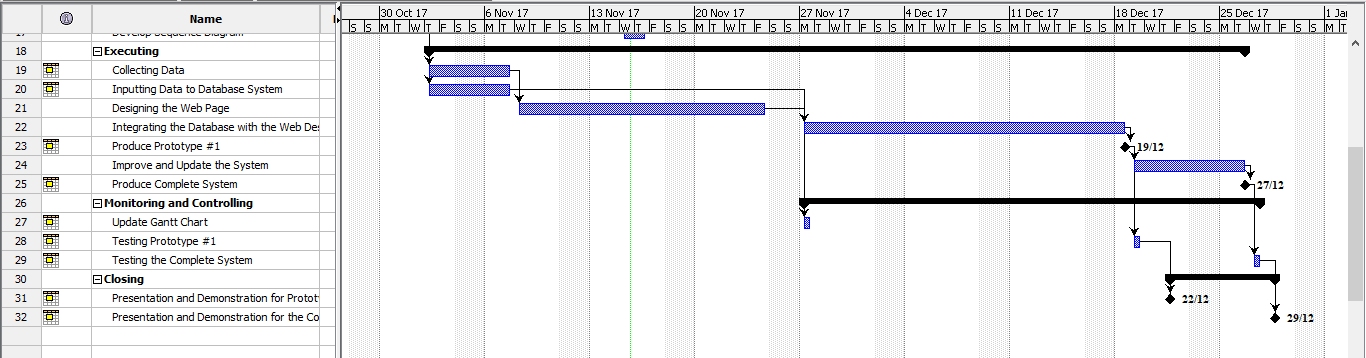 Name
30 Oct 17 6 Nov 17 13 Nov 17 20 Nov 17 27 Nov 17 4 Dec 17 11 Dec 17 18 Dec 17 25 Dec 17 1 Jan
S S M T W T F S S M T W T F S S M T W T F S S M T W T F S S M T W T F S S M T W T F S S M T W T F S S M T W T F S S M T W T F S S M T
17 Develop Sequence Diagram
18 Executing
19 Collecting Data
20 Inputting Data to Database System
21 Designing the Web Page
22 Integrating the Database with the Web Des
23 Produce Prototype #1 19/12
24 Improve and Update the System
25 Produce Complete System 27/12
26 Monitoring and Controlling
27 Update Gantt Chart
28 Testing Prototype #1
29 Testing the Complete System
30 Closing
31 Presentation and Demonstration for Protot 22/12
32 Presentation and Demonstration for the Co 29/12